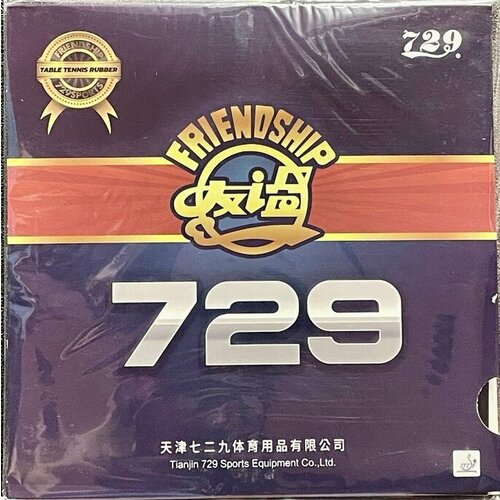 729
FRIENDSHIP
TABLE TENNIS RUBBER
729SPORTS
FRIENDSHIP
友谊
729
天津七二九体育用品有限公司
Tianjin 729 Sports Equipment Co.,Ltd.